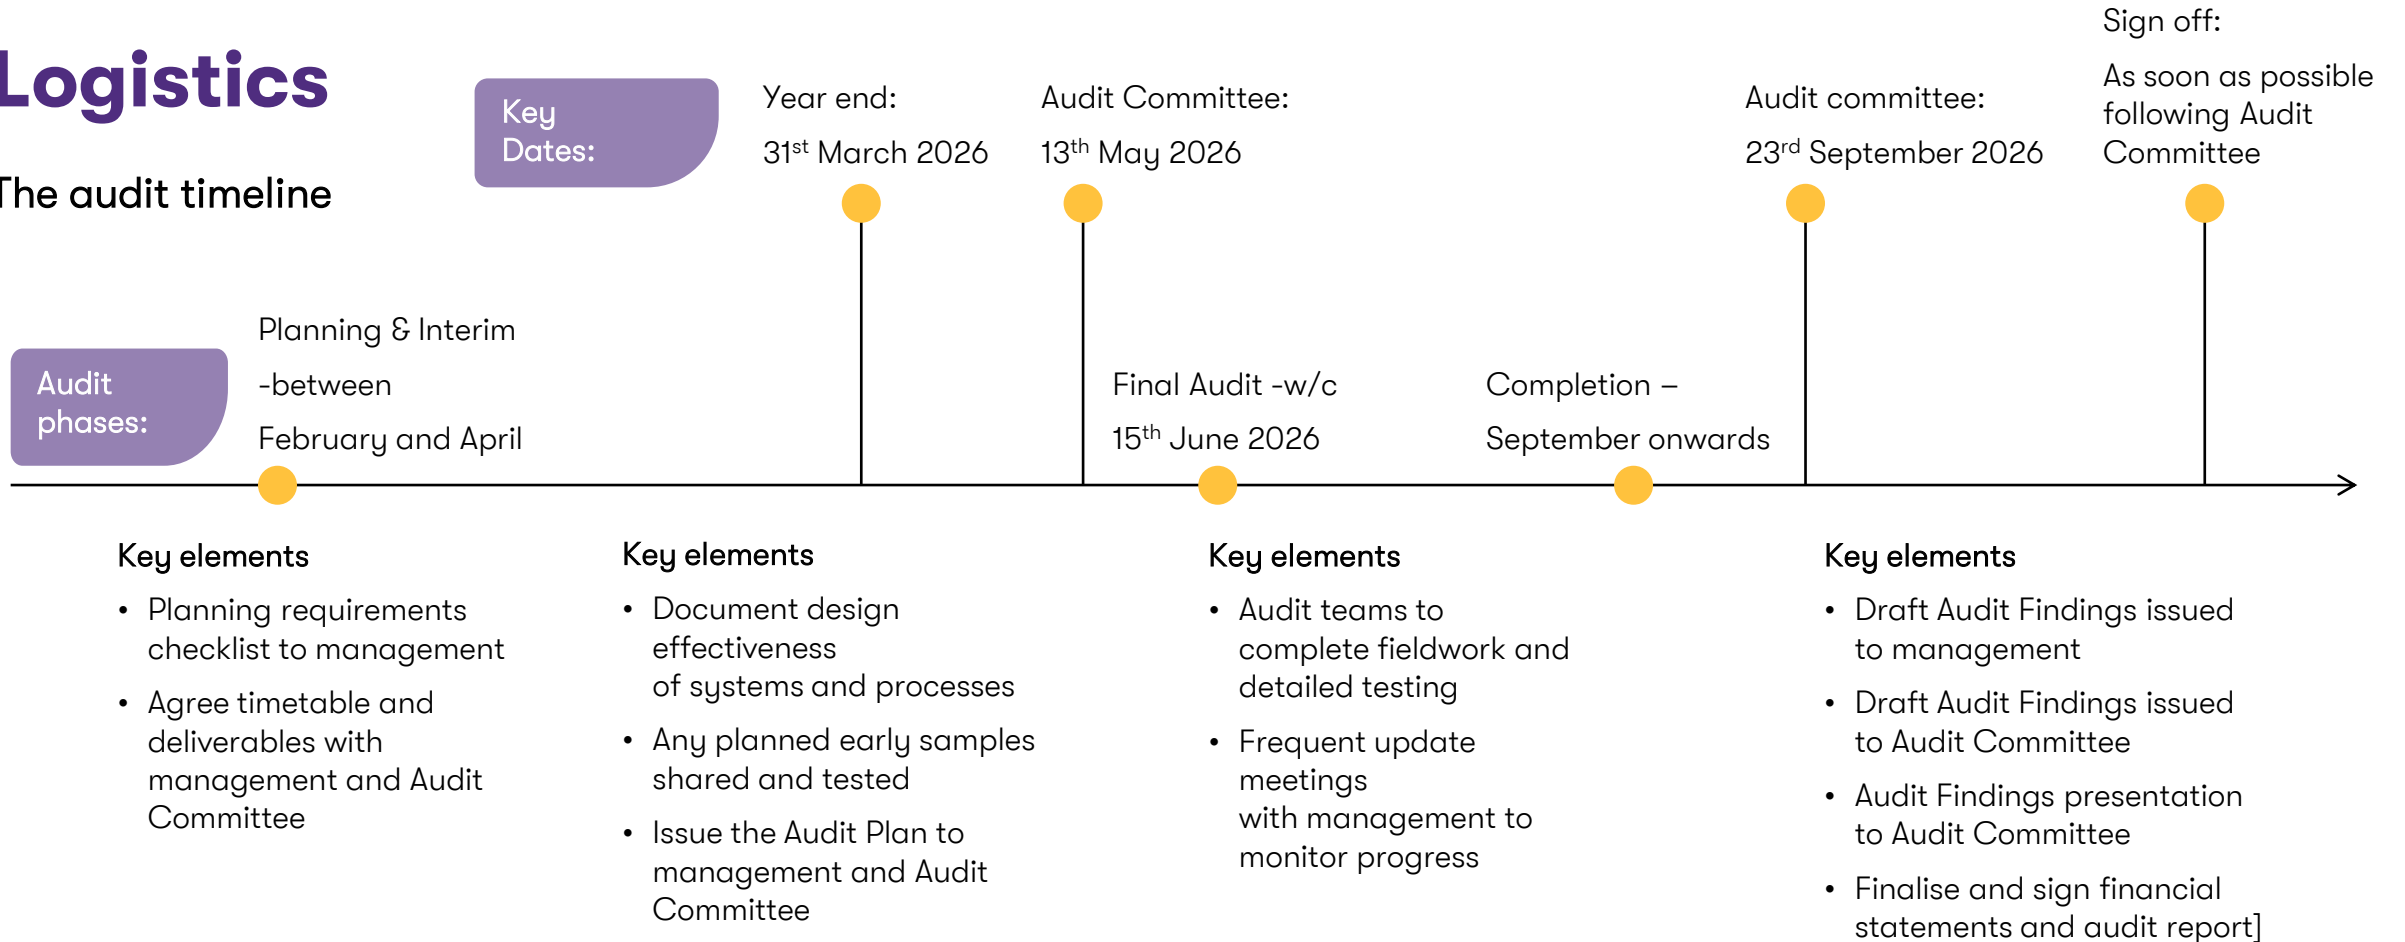 Logistics
The audit timeline
Key
Dates:
Year end:
31st March 2026
Audit Committee:
13th May 2026
Audit committee:
23rd September 2026
Sign off:
As soon as possible
following Audit
Committee
Audit
phases:
Planning & Interim
-between
February and April
Final Audit -w/c
15th June 2026
Completion –
September onwards
Key elements
• Planning requirements
checklist to management
• Agree timetable and
deliverables with
management and Audit
Committee
Key elements
• Document design
effectiveness
of systems and processes
• Any planned early samples
shared and tested
• Issue the Audit Plan to
management and Audit
Committee
Key elements
• Audit teams to
complete fieldwork and
detailed testing
• Frequent update
meetings
with management to
monitor progress
Key elements
• Draft Audit Findings issued
to management
• Draft Audit Findings issued
to Audit Committee
• Audit Findings presentation
to Audit Committee
• Finalise and sign financial
statements and audit report]